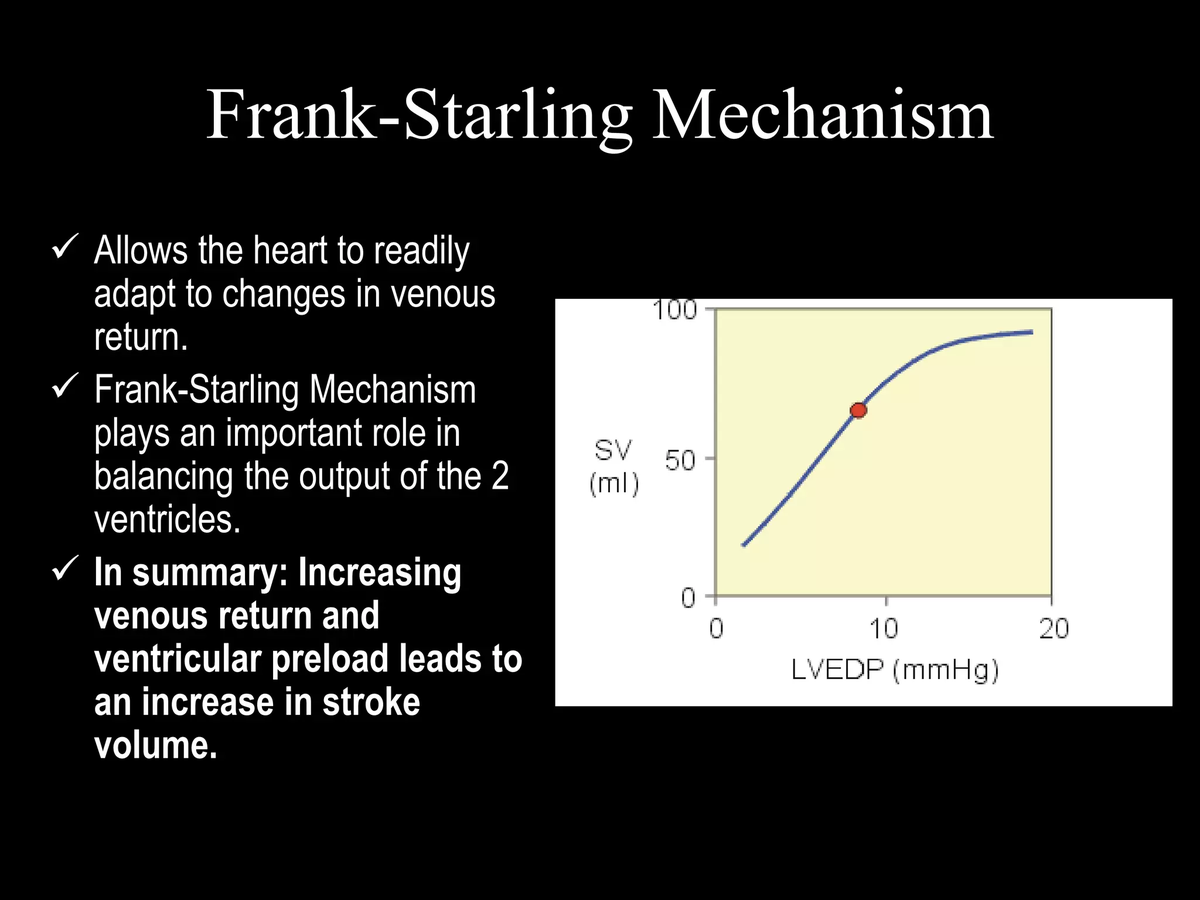 Frank-Starling Mechanism
✓ Allows the heart to readily
adapt to changes in venous
return.
✓ Frank-Starling Mechanism
plays an important role in
balancing the output of the 2
ventricles.
✓ In summary: Increasing
venous return and
ventricular preload leads to
an increase in stroke
volume.
100
SV
(ml)
50
0
0 10 20
LVEDP (mmHg)